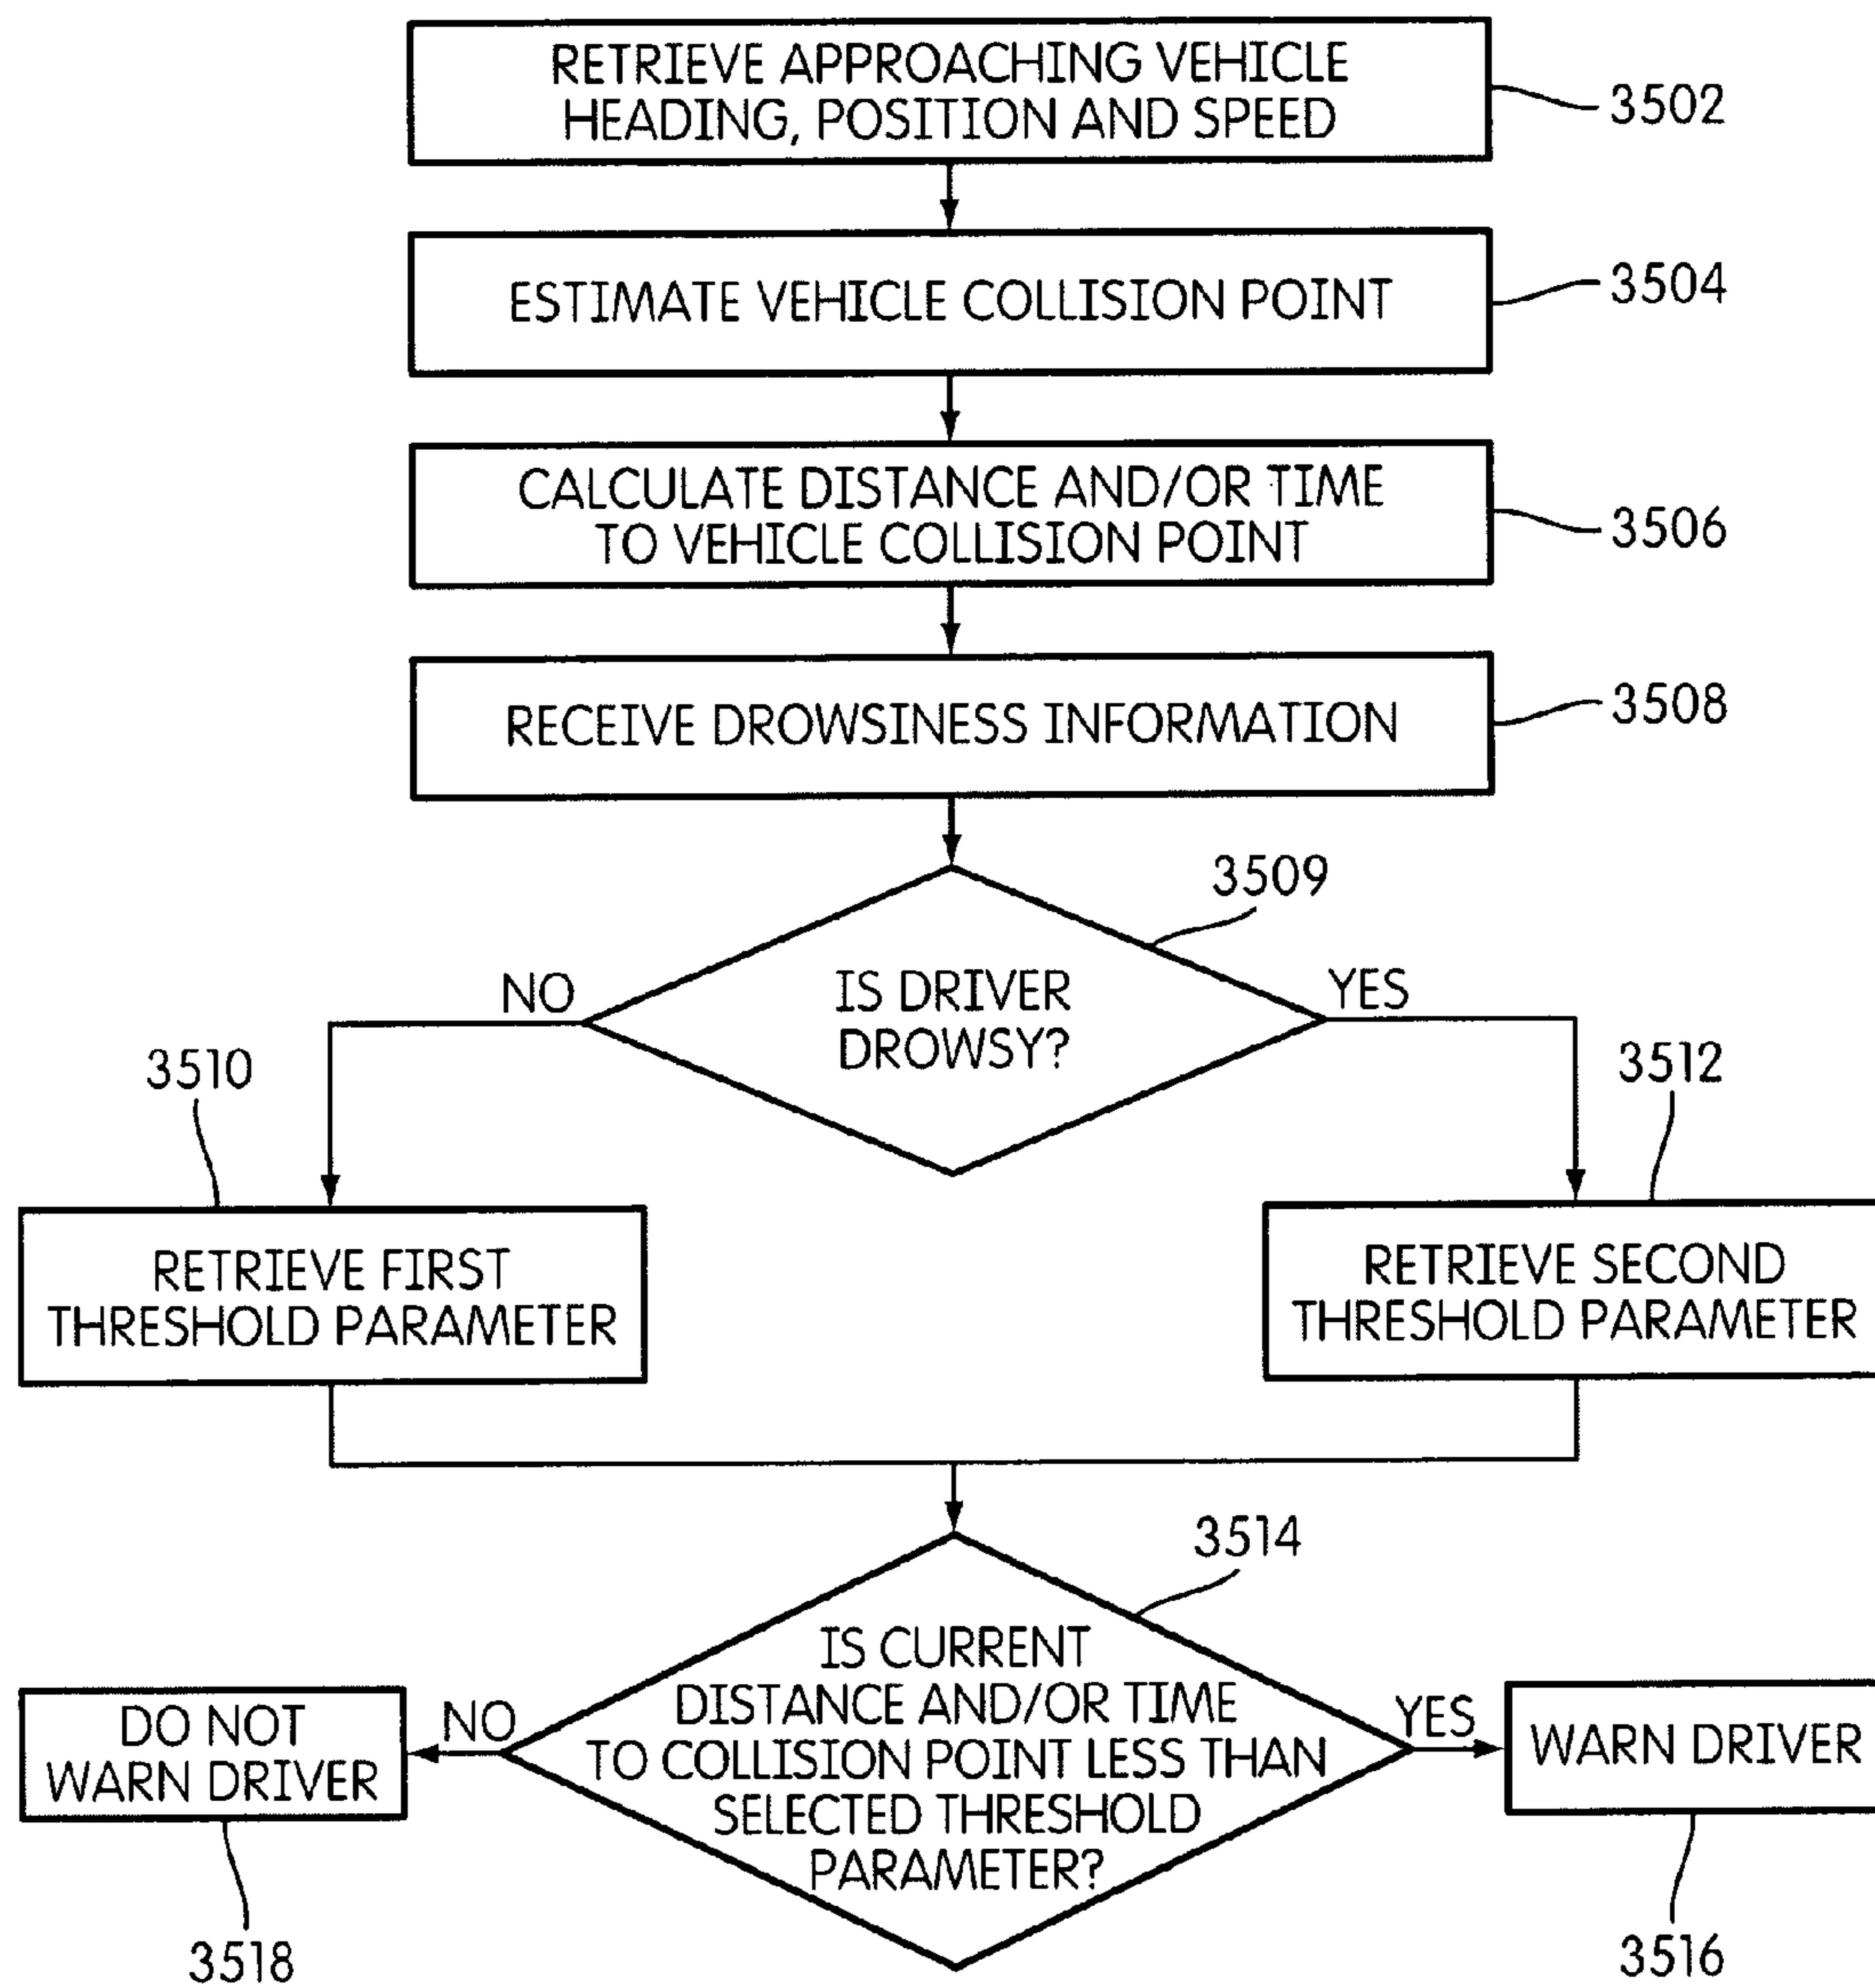 RETRIEVE APPROACHING VEHICLE
HEADING, POSITION AND SPEED
3502
ESTIMATE VEHICLE COLLISION POINT
3504
CALCULATE DISTANCE AND/OR TIME
TO VEHICLE COLLISION POINT
3506
RECEIVE DROWSINESS INFORMATION
3508
3509
IS DRIVER
DROWSY?
NO
YES
3510
3512
RETRIEVE FIRST
THRESHOLD PARAMETER
RETRIEVE SECOND
THRESHOLD PARAMETER
3514
IS CURRENT
DISTANCE AND/OR TIME
TO COLLISION POINT LESS THAN
SELECTED THRESHOLD
PARAMETER?
NO
YES
DO NOT
WARN DRIVER
WARN DRIVER
3518
3516